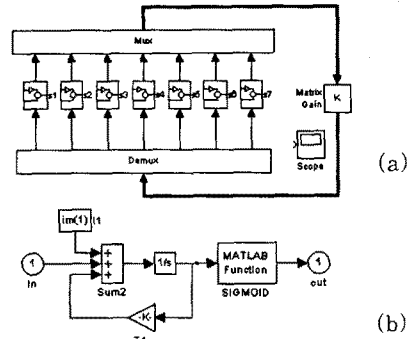 Mux
s1 s2 s3 s4 s5 s6 s7
Matrix
Gain
K
Demux
Scope
(a)
im(1) I1
1
In
+
+
+
Sum2
1/s
MATLAB
Function
SIGMOID
1
out
-K-
(b)